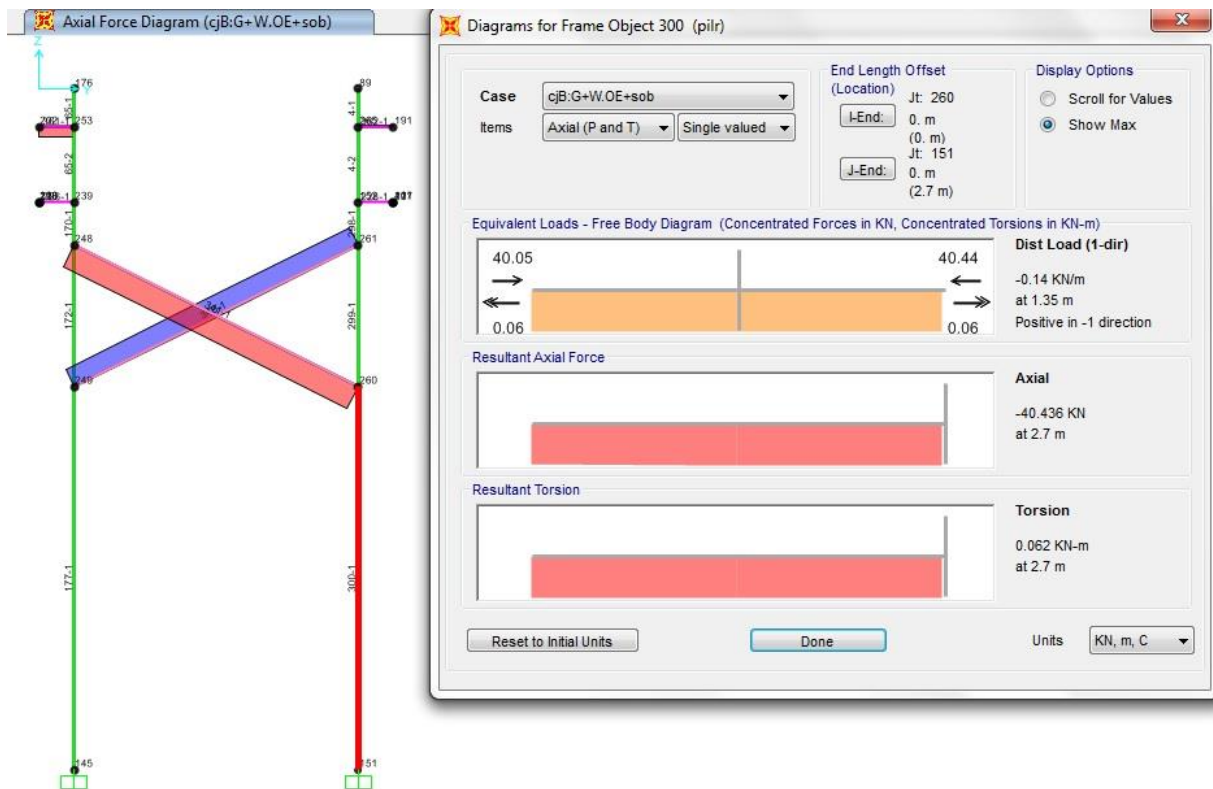 Axial Force Diagram (cjB:G+W.OE+sob)
Z
Y
176
65-1
253
65-2
239
170-1
248
172-1
249
177-1
145
89
4-1
191
4-2
298-1
261
299-1
260
300-1
151
Diagrams for Frame Object 300 (pilr)
X
Case
cjB:G+W.OE+sob
Items
Axial (P and T)
Single valued
End Length Offset
(Location)
I-End:
Jt: 260
0. m
(0. m)
J-End:
Jt: 151
0. m
(2.7 m)
Display Options
Scroll for Values
Show Max
Equivalent Loads - Free Body Diagram (Concentrated Forces in KN, Concentrated Torsions in KN-m)
40.05
40.44
0.06
0.06
Dist Load (1-dir)
-0.14 KN/m
at 1.35 m
Positive in -1 direction
Resultant Axial Force
Axial
-40.436 KN
at 2.7 m
Resultant Torsion
Torsion
0.062 KN-m
at 2.7 m
Reset to Initial Units
Done
Units
KN, m, C